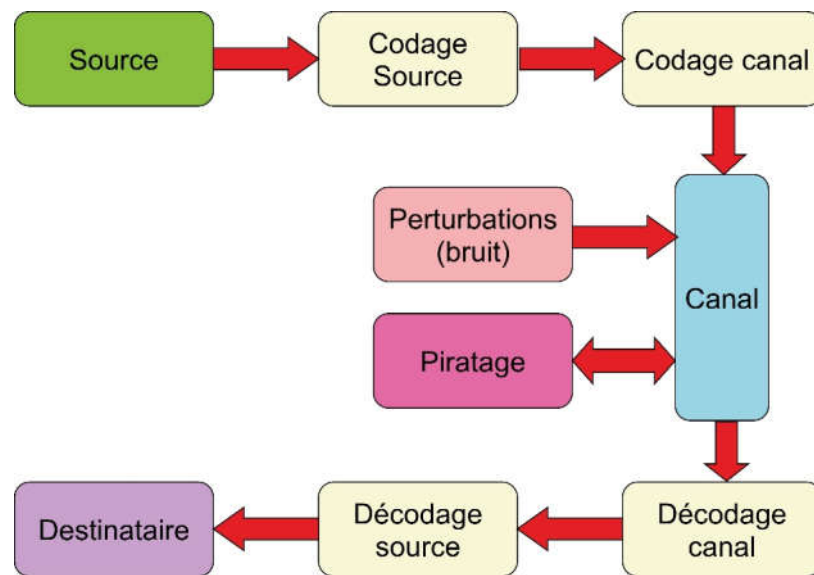 Source
Codage
Source
Codage canal
Perturbations
(bruit)
Canal
Piratage
Destinataire
Décodage
source
Décodage
canal